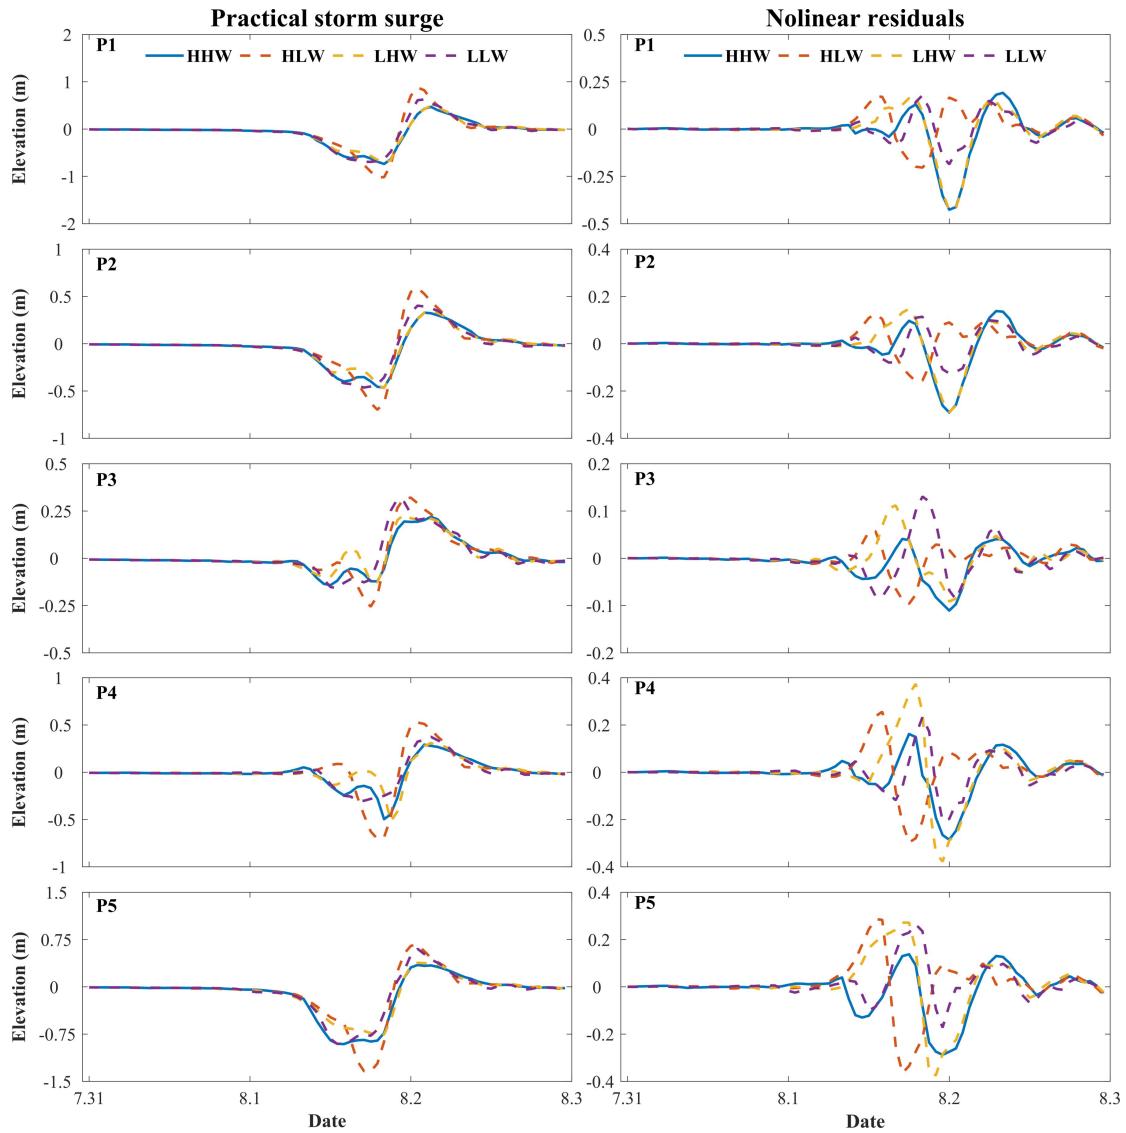 Practical storm surge
Nolinear residuals
P1
HHW HLW LHW LLW
2
1
0
-1
-2
Elevation (m)
P1
HHW HLW LHW LLW
0.5
0.25
0
-0.25
-0.5
P2
1
0.5
0
-0.5
-1
Elevation (m)
P2
0.4
0.2
0
-0.2
-0.4
P3
0.5
0.25
0
-0.25
-0.5
Elevation (m)
P3
0.2
0.1
0
-0.1
-0.2
P4
1
0.5
0
-0.5
-1
Elevation (m)
P4
0.4
0.2
0
-0.2
-0.4
P5
1.5
0.75
0
-0.75
-1.5
Elevation (m)
7.31 8.1 8.2 8.3
Date
P5
0.4
0.2
0
-0.2
-0.4
7.31 8.1 8.2 8.3
Date